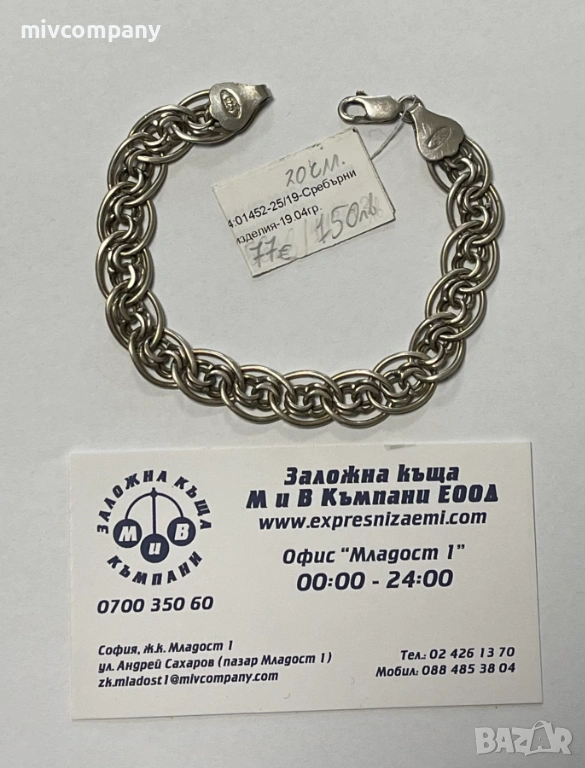 mivcompany
20см.
4:01452-25/19-Сребърни
изделия-19.04гр.
77€ 150лв
ЗАЛОЖНА КЪЩА
М и В
КЪМПАНИ
0700 350 60
Заложна къща
М и В Къмпани ЕООД
www.expresnizaemi.com
Офис "Младост 1"
00:00 - 24:00
София, ж.к. Младост 1
ул. Андрей Сахаров (пазар Младост 1)
zk.mladost1@mivcompany.com
Тел.: 02 426 13 70
Мобил: 088 485 38 04
BAZAR